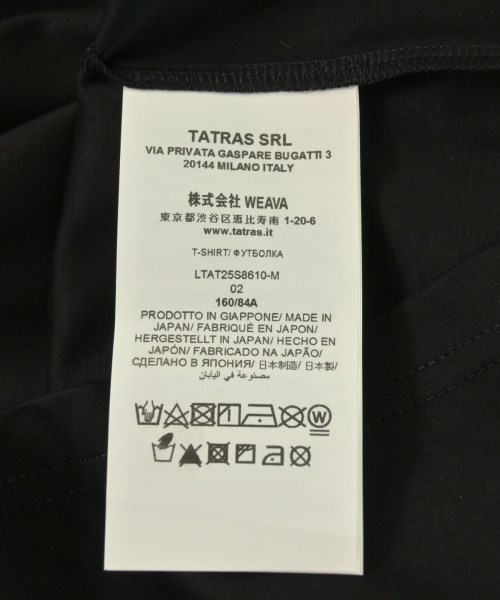 TATRAS SRL
VIA PRIVATA GASPARE BUGATTI 3
20144 MILANO ITALY
株式会社 WEAVA
東京都渋谷区恵比寿南 1-20-6
www.tatras.it
T-SHIRT/ ФУТБОЛКА
LTAT25S8610-M
02
160/84A
PRODOTTO IN GIAPPONE/ MADE IN
JAPAN/ FABRIQUÉ EN JAPON/
HERGESTELLT IN JAPAN/ HECHO EN
JAPÓN/ FABRICADO NA JAPÃO/
СДЕЛАНО В ЯПОНИЯ/ 日本制造/ 日本製/
مصنوعة في اليابان
W